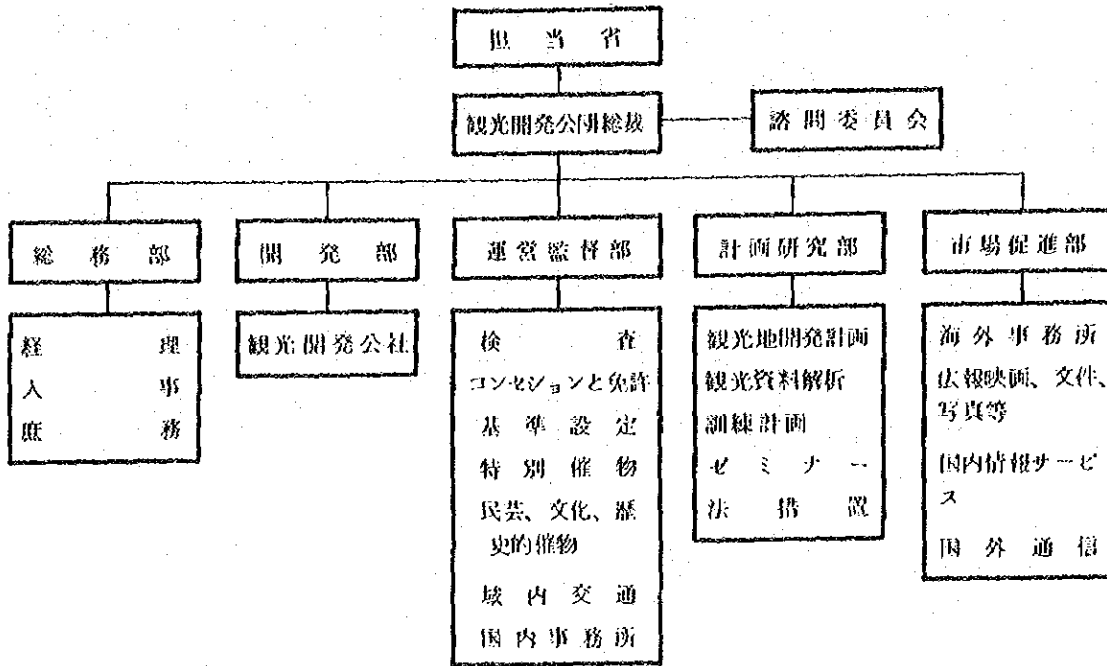 担当省
観光開発公団総裁
諮問委員会
総務部
開発部
運営監督部
計画研究部
市場促進部
経理
人事
庶務
観光開発公社
検査
コンセションと免許
基準設定
特別催物
民芸、文化、歴
史的催物
域内交通
国内事務所
観光地開発計画
観光資料解析
訓練計画
ゼミナー
法措置
海外事務所
広報映画、文件、
写真等
国内情報サービ
ス
国外通信